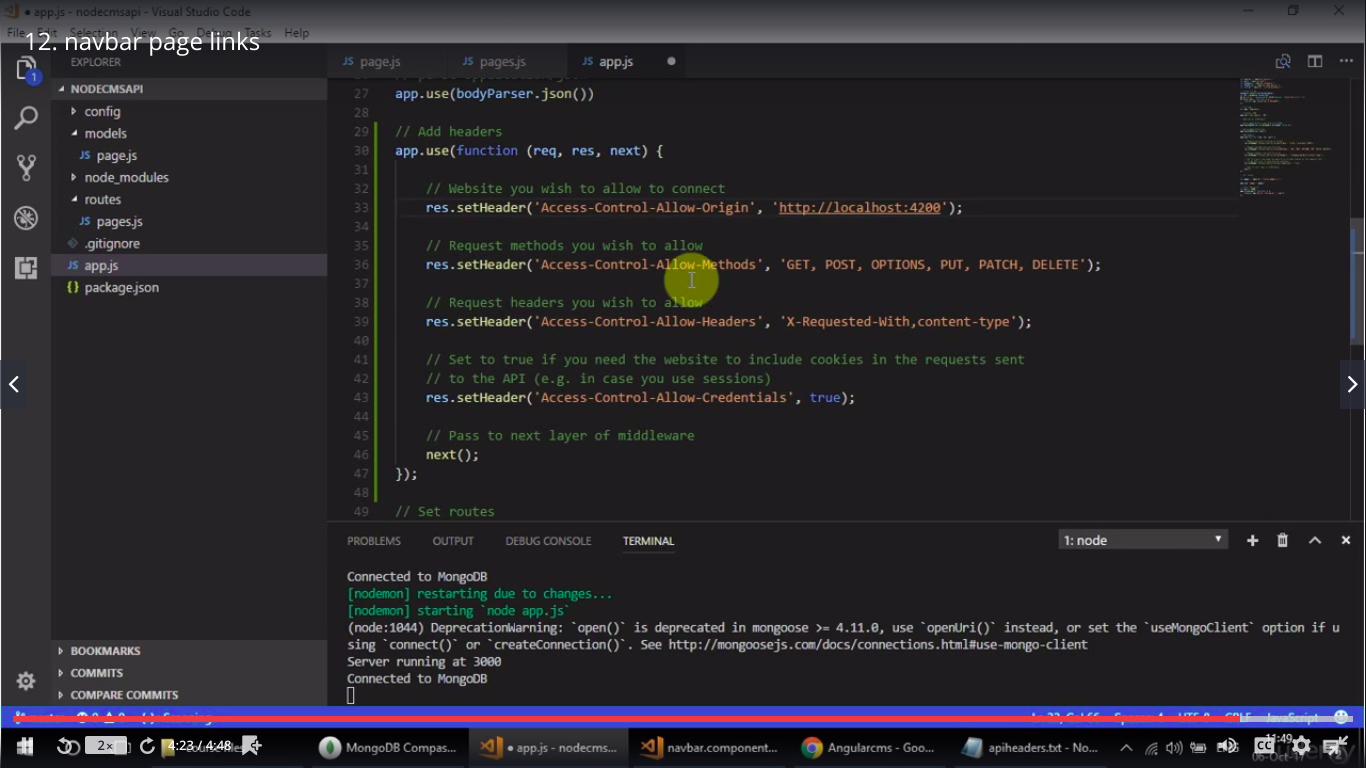 app.js - nodecmsapi - Visual Studio Code
File Edit Selection View Go Debug Tasks Help
12. navbar page links
EXPLORER
1
NODECMSAPI
config
models
JS page.js
node_modules
routes
JS pages.js
.gitignore
JS app.js
{} package.json
BOOKMARKS
COMMITS
COMPARE COMMITS
JS page.js JS pages.js JS app.js
27 app.use(bodyParser.json())
28
29 // Add headers
30 app.use(function (req, res, next) {
31
32 // Website you wish to allow to connect
33 res.setHeader('Access-Control-Allow-Origin', 'http://localhost:4200');
34
35 // Request methods you wish to allow
36 res.setHeader('Access-Control-Allow-Methods', 'GET, POST, OPTIONS, PUT, PATCH, DELETE');
37
38 // Request headers you wish to allow
39 res.setHeader('Access-Control-Allow-Headers', 'X-Requested-With,content-type');
40
41 // Set to true if you need the website to include cookies in the requests sent
42 // to the API (e.g. in case you use sessions)
43 res.setHeader('Access-Control-Allow-Credentials', true);
44
45 // Pass to next layer of middleware
46 next();
47 });
48
49 // Set routes
PROBLEMS OUTPUT DEBUG CONSOLE TERMINAL 1: node
Connected to MongoDB
[nodemon] restarting due to changes...
[nodemon] starting `node app.js`
(node:1044) DeprecationWarning: `open()` is deprecated in mongoose >= 4.11.0, use `openUri()` instead, or set the `useMongoClient` option if u
sing `connect()` or `createConnection()`. See http://mongoosejs.com/docs/connections.html#use-mongo-client
Server running at 3000
Connected to MongoDB
JavaScript
2x 4:23 / 4:48 MongoDB Compas... app.js - nodecms... navbar.component... Angularcms - Goo... apiheaders.txt - No... CC 11:49
06-Oct-17